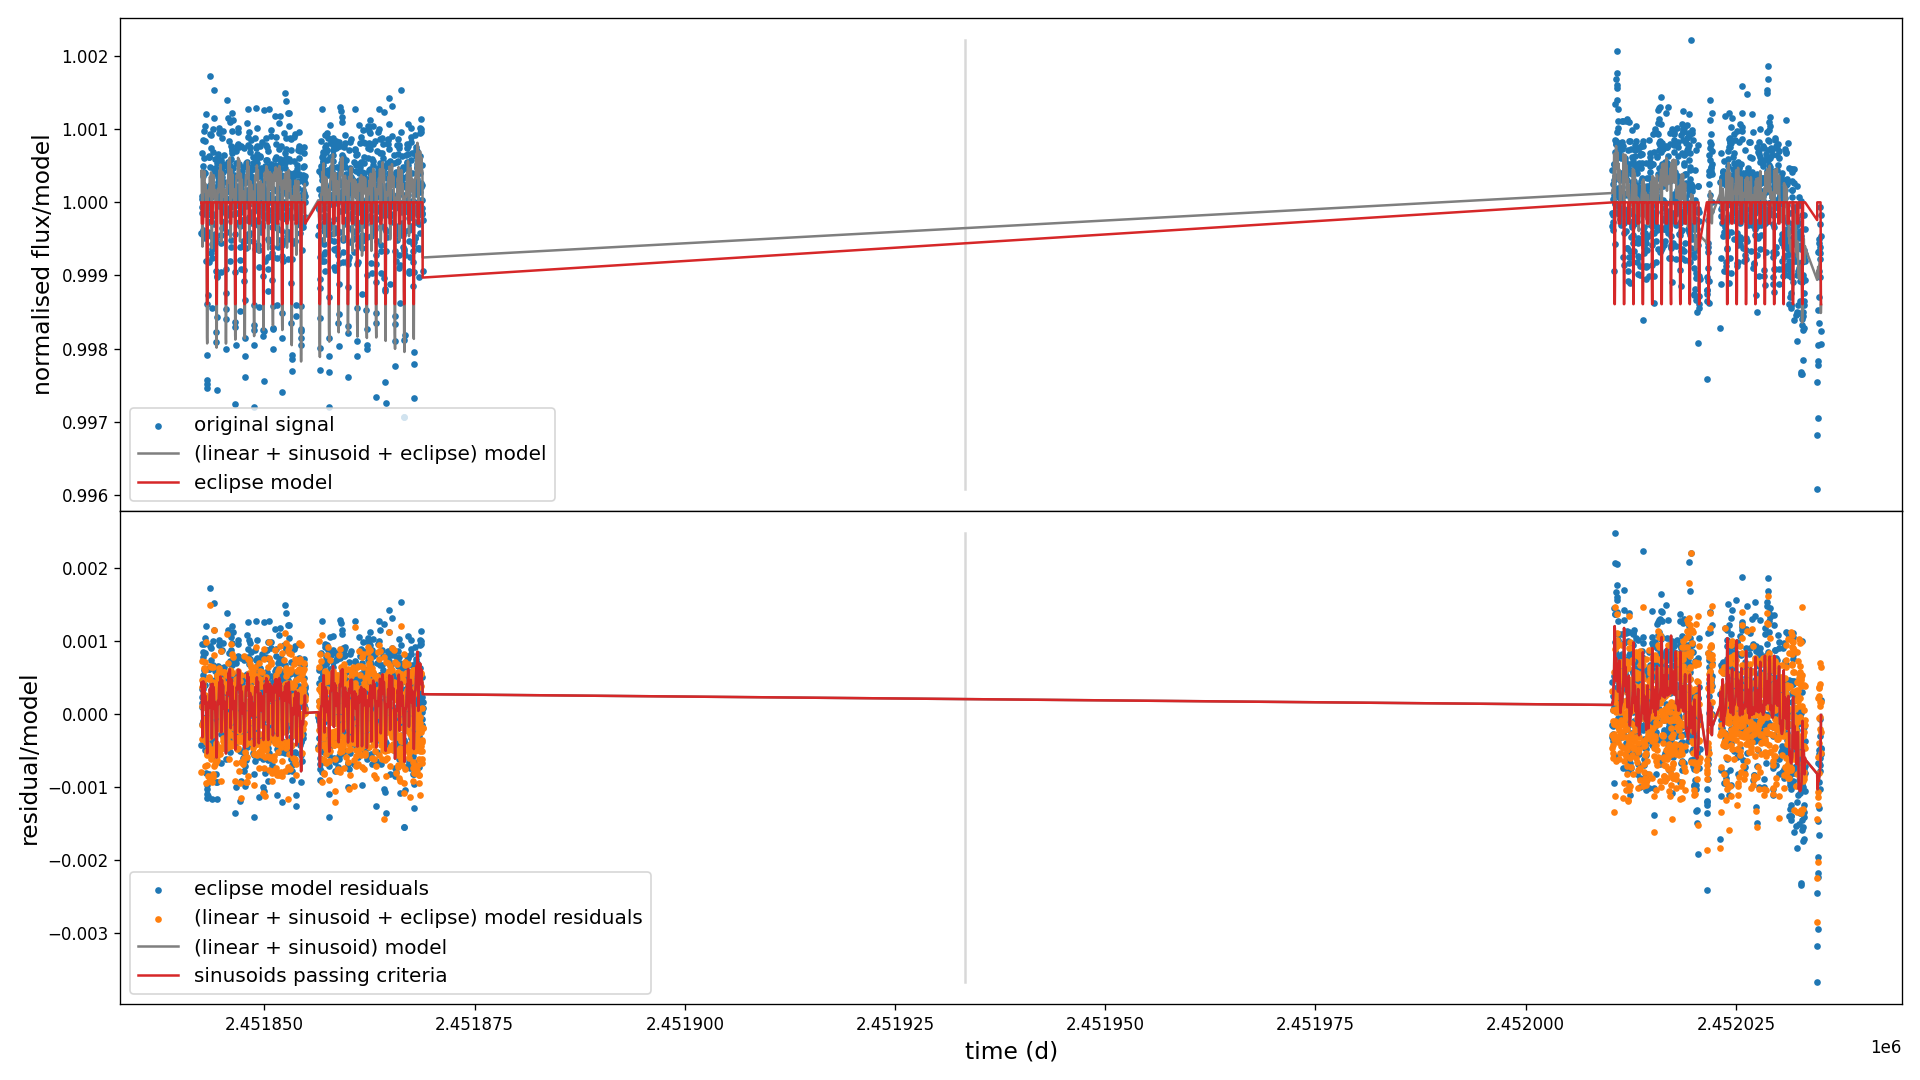 1.002
1.001
1.000
0.999
0.998
0.997
0.996
normalised flux/model
original signal
(linear + sinusoid + eclipse) model
eclipse model
0.002
0.001
0.000
−0.001
−0.002
−0.003
residual/model
eclipse model residuals
(linear + sinusoid + eclipse) model residuals
(linear + sinusoid) model
sinusoids passing criteria
2.451850
2.451875
2.451900
2.451925
2.451950
2.451975
2.452000
2.452025
time (d)
1e6